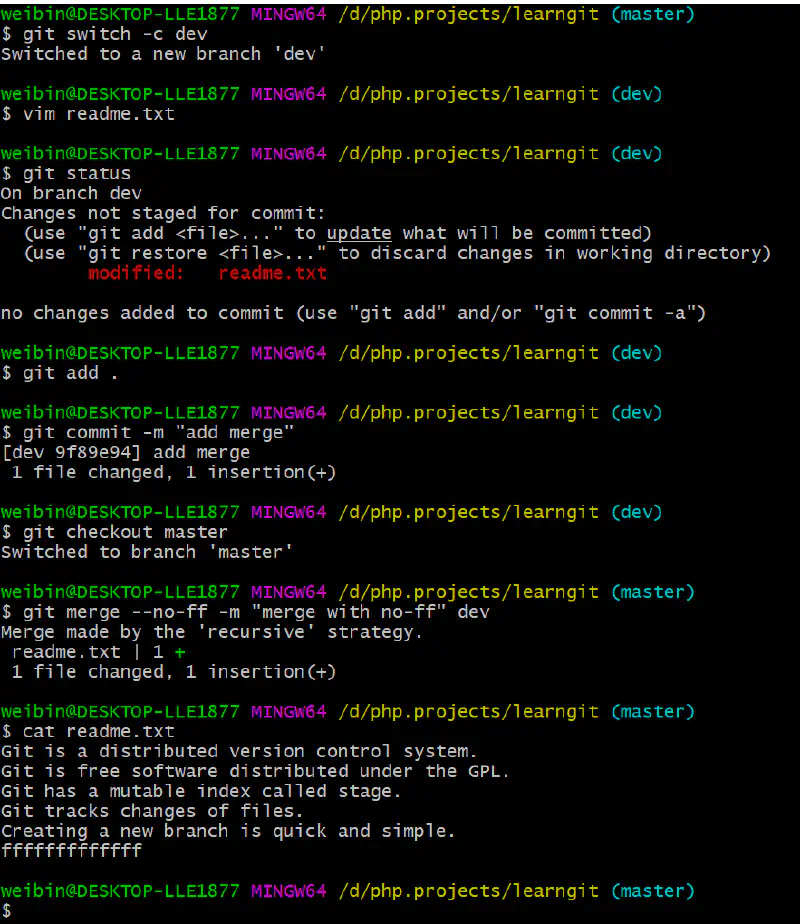 weibin@DESKTOP-LLE1877 MINGW64 /d/php.projects/learngit (master)
$ git switch -c dev
Switched to a new branch 'dev'
weibin@DESKTOP-LLE1877 MINGW64 /d/php.projects/learngit (dev)
$ vim readme.txt
weibin@DESKTOP-LLE1877 MINGW64 /d/php.projects/learngit (dev)
$ git status
On branch dev
Changes not staged for commit:
  (use "git add <file>..." to update what will be committed)
  (use "git restore <file>..." to discard changes in working directory)
        modified:   readme.txt
no changes added to commit (use "git add" and/or "git commit -a")
weibin@DESKTOP-LLE1877 MINGW64 /d/php.projects/learngit (dev)
$ git add .
weibin@DESKTOP-LLE1877 MINGW64 /d/php.projects/learngit (dev)
$ git commit -m "add merge"
[dev 9f89e94] add merge
 1 file changed, 1 insertion(+)
weibin@DESKTOP-LLE1877 MINGW64 /d/php.projects/learngit (dev)
$ git checkout master
Switched to branch 'master'
weibin@DESKTOP-LLE1877 MINGW64 /d/php.projects/learngit (master)
$ git merge --no-ff -m "merge with no-ff" dev
Merge made by the 'recursive' strategy.
 readme.txt | 1 +
 1 file changed, 1 insertion(+)
weibin@DESKTOP-LLE1877 MINGW64 /d/php.projects/learngit (master)
$ cat readme.txt
Git is a distributed version control system.
Git is free software distributed under the GPL.
Git has a mutable index called stage.
Git tracks changes of files.
Creating a new branch is quick and simple.
fffffffffffff
weibin@DESKTOP-LLE1877 MINGW64 /d/php.projects/learngit (master)
$